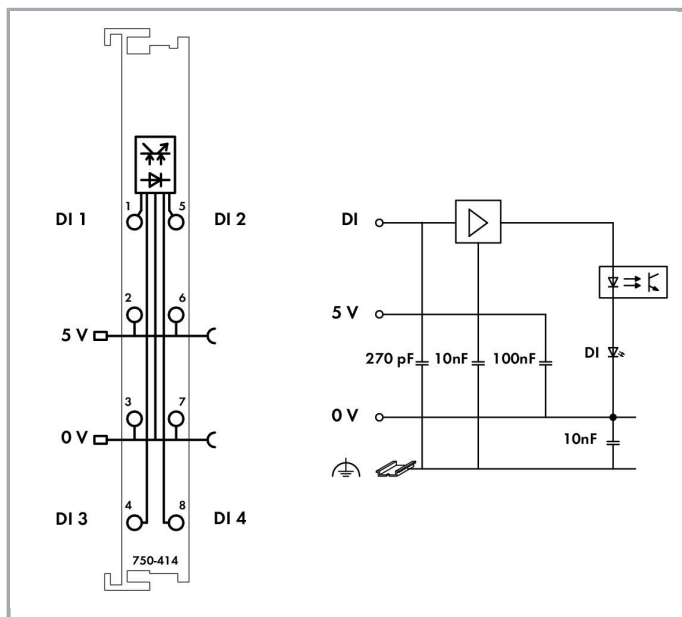 1
5
DI 1
DI 2
2
6
5 V
3
7
0 V
4
8
DI 3
DI 4
750-414
DI
5 V
270 pF
10nF
100nF
DI
0 V
10nF